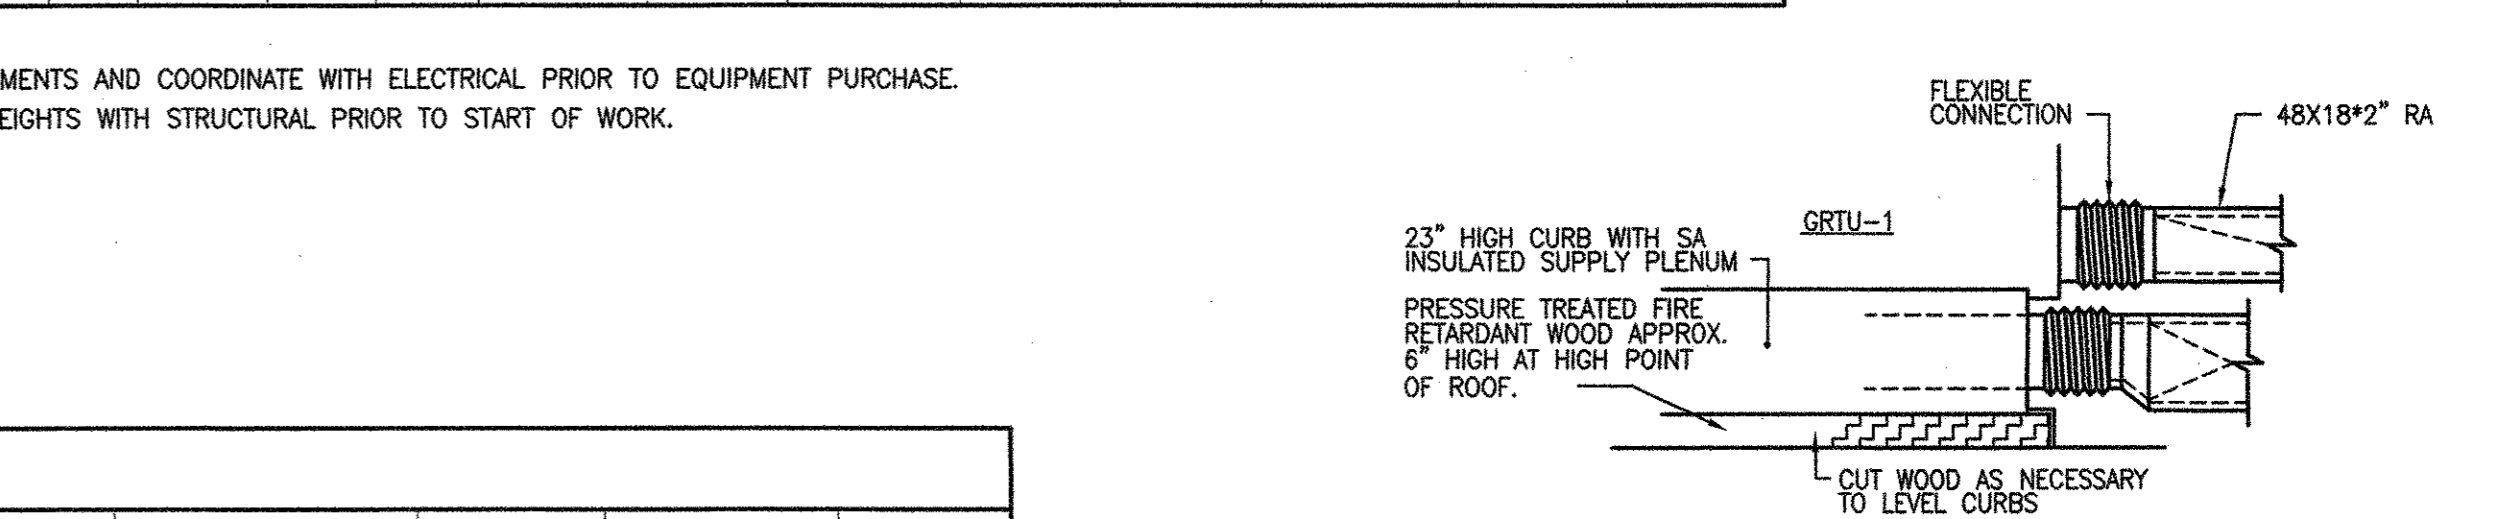 MENTS AND COORDINATE WITH ELECTRICAL PRIOR TO EQUIPMENT PURCHASE.
EIGHTS WITH STRUCTURAL PRIOR TO START OF WORK.
FLEXIBLE
CONNECTION
48X18*2" RA
GRTU-1
23" HIGH CURB WITH SA
INSULATED SUPPLY PLENUM
PRESSURE TREATED FIRE
RETARDANT WOOD APPROX.
6" HIGH AT HIGH POINT
OF ROOF.
CUT WOOD AS NECESSARY
TO LEVEL CURBS